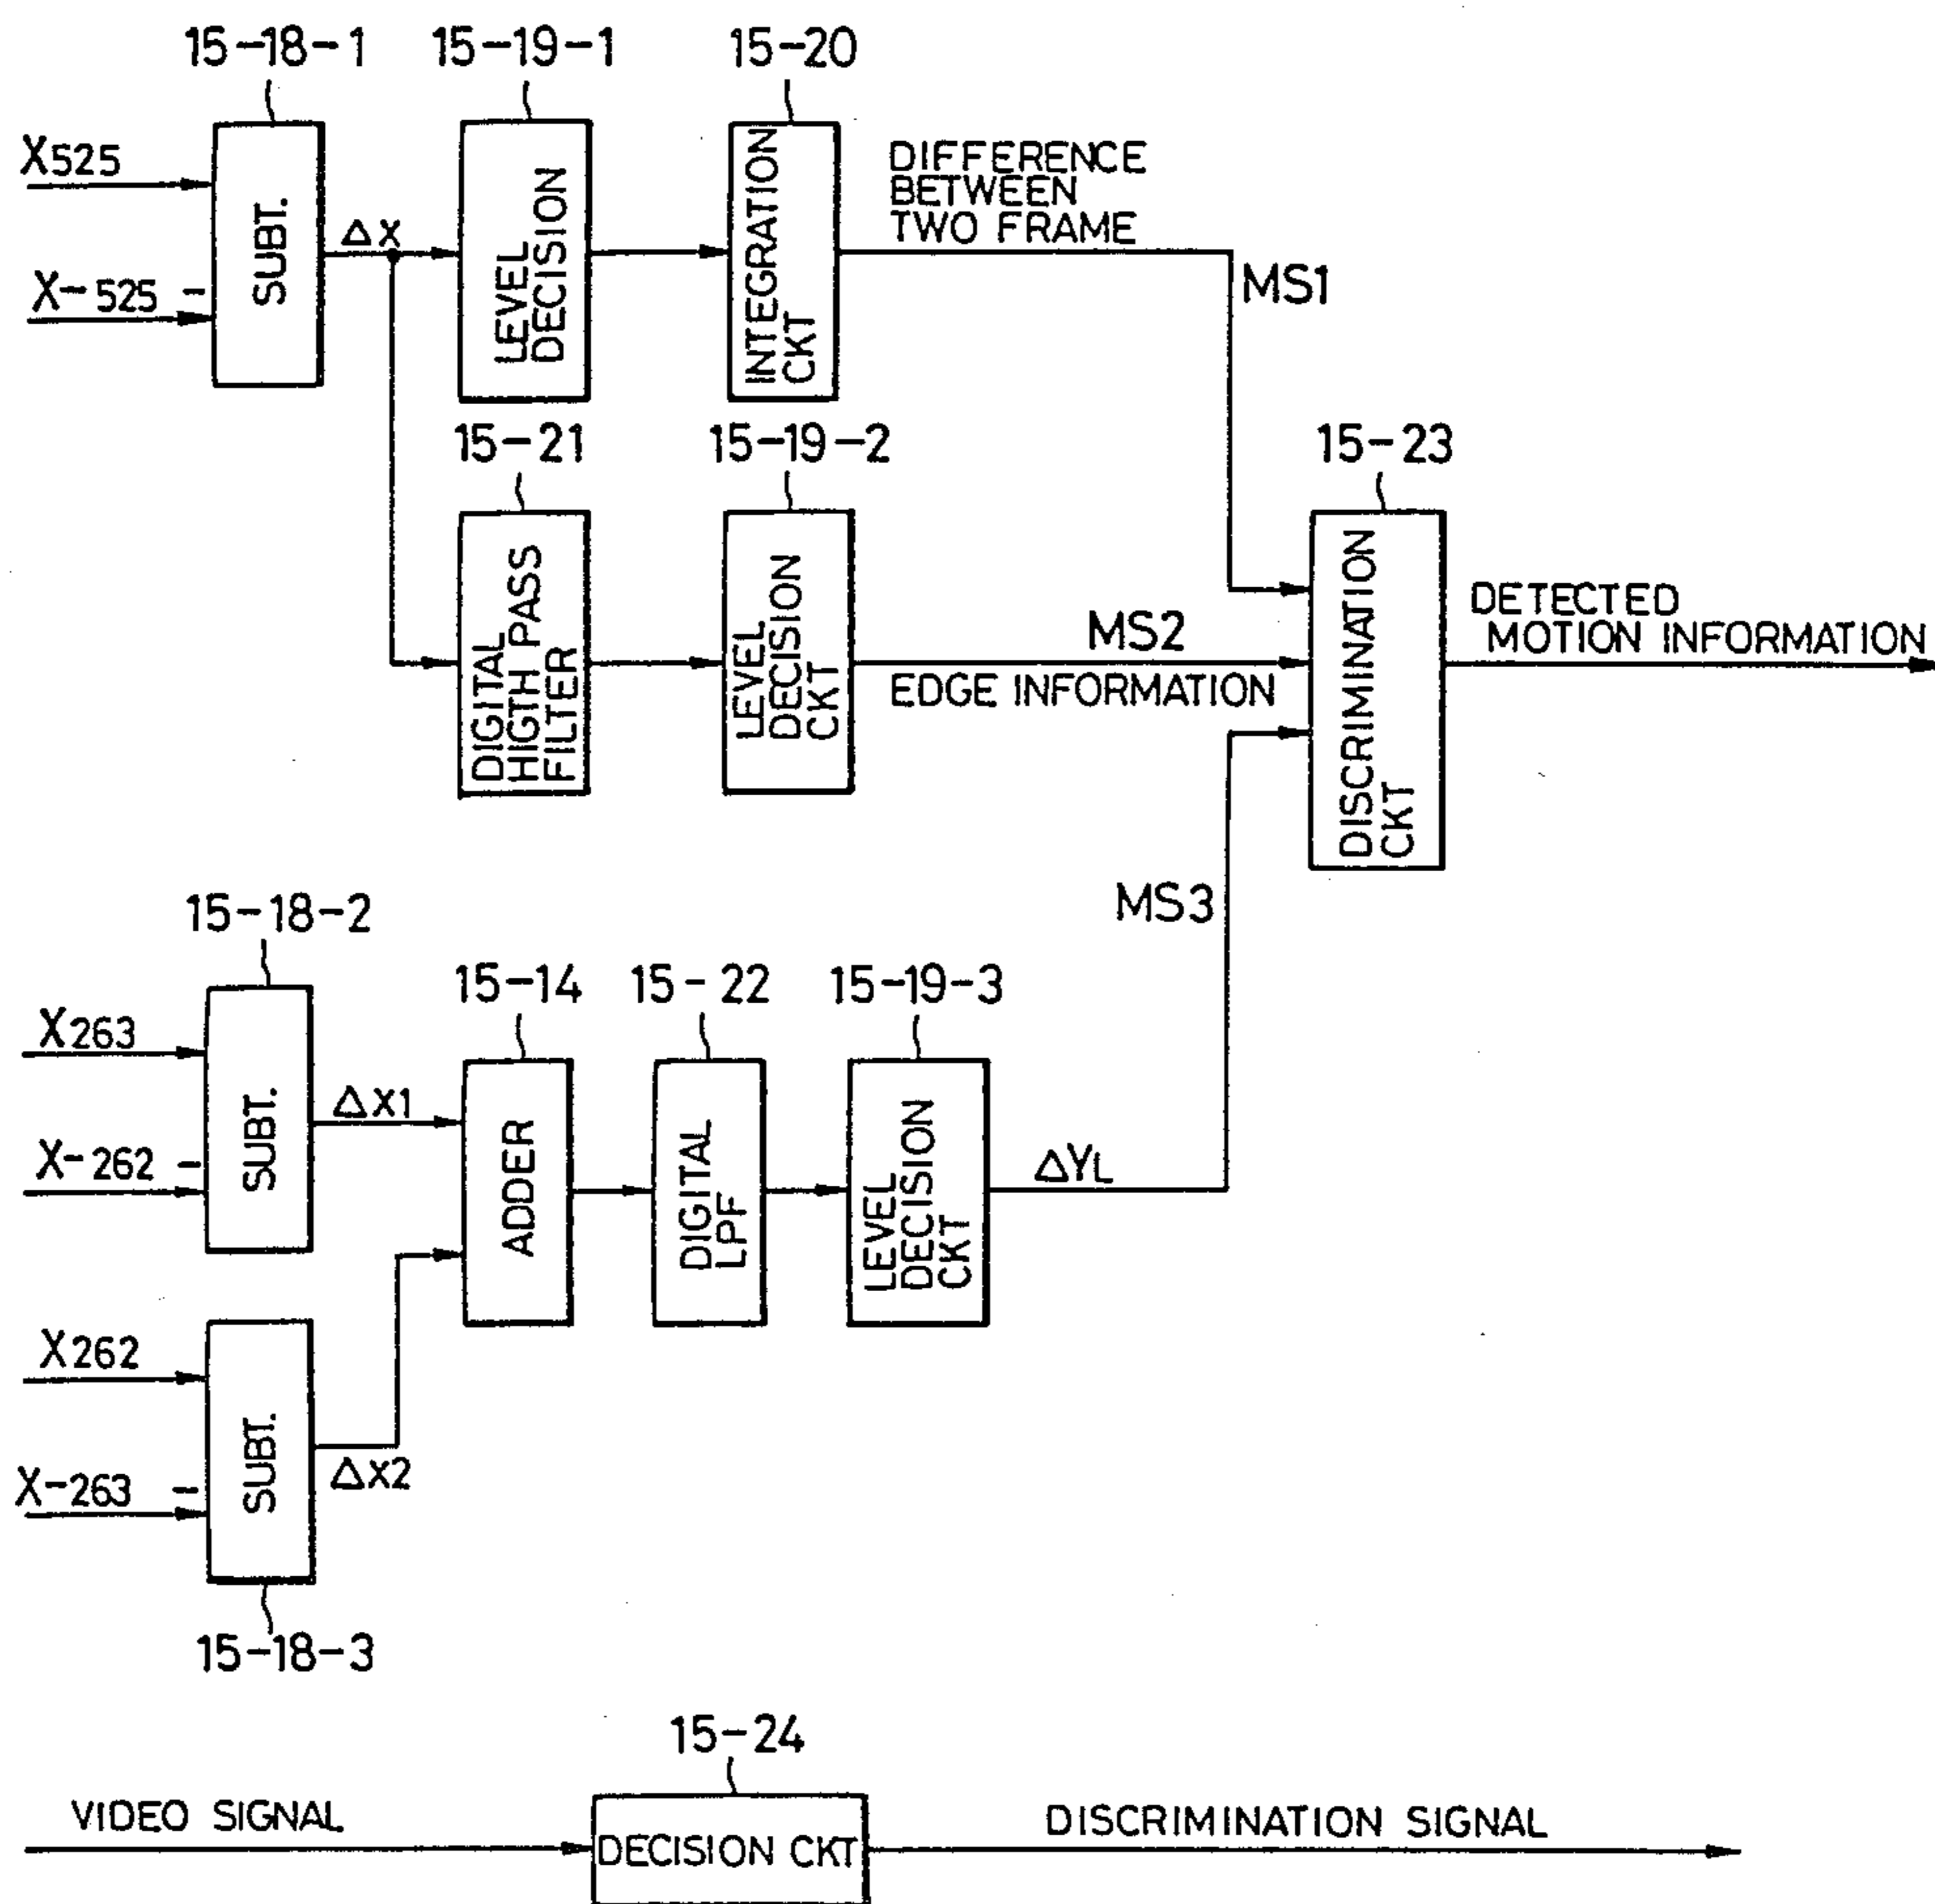 15-18-1
15-19-1
15-20
X525
X-525 -
SUBT.
ΔX
LEVEL
DECISION
INTEGRATION
CKT
DIFFERENCE
BETWEEN
TWO FRAME
MS1
15-21
15-19-2
15-23
DIGITAL
HIGTH PASS
FILTER
LEVEL
DECISION
CKT
MS2
EDGE INFORMATION
DISCRIMINATION
CKT
DETECTED
MOTION INFORMATION
MS3
15-18-2
15-14
15-22
15-19-3
X263
X-262 -
SUBT.
ΔX1
ADDER
DIGITAL
LPF
LEVEL
DECISION
CKT
ΔYL
X262
X-263 -
SUBT.
ΔX2
15-18-3
15-24
VIDEO SIGNAL
DECISION CKT
DISCRIMINATION SIGNAL